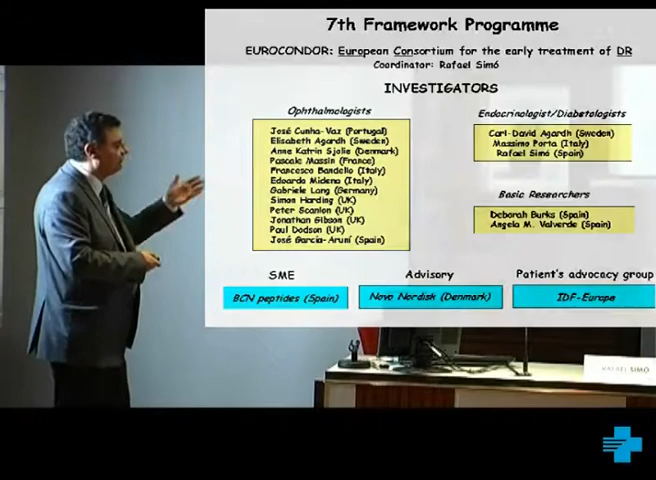 7th Framework Programme
EUROCONDOR: European Consortium for the early treatment of DR
Coordinator: Rafael Simó
INVESTIGATORS
Ophthalmologists
José Cunha-Vaz (Portugal)
Elisabeth Agardh (Sweden)
Anne Katrin Sjolie (Denmark)
Pascale Massin (France)
Francesco Bandello (Italy)
Edoardo Midena (Italy)
Gabriele Lang (Germany)
Simon Harding (UK)
Peter Scanlon (UK)
Jonathan Gibson (UK)
Paul Dodson (UK)
José Garcia-Aruní (Spain)
Endocrinologist/Diabetologists
Carl-David Agardh (Sweden)
Massimo Porta (Italy)
Rafael Simó (Spain)
Basic Researchers
Deborah Burks (Spain)
Angela M. Valverde (Spain)
SME
BCN peptides (Spain)
Advisory
Novo Nordisk (Denmark)
Patient's advocacy group
IDF-Europe
RAFAEL SIMÓ